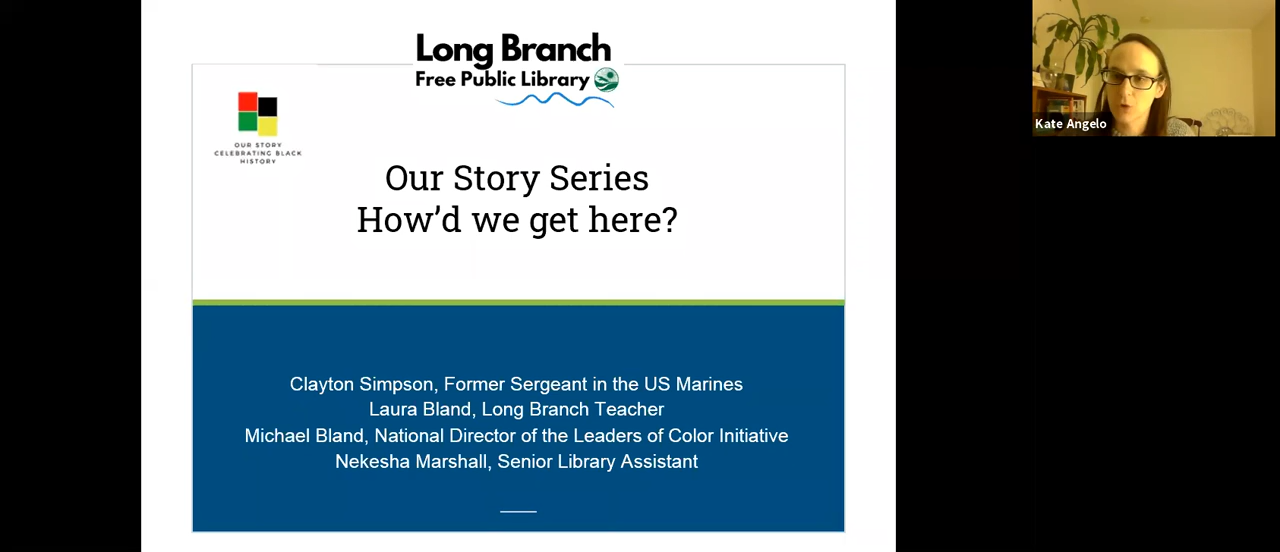 Long Branch
Free Public Library
OUR STORY
CELEBRATING BLACK
HISTORY
Our Story Series
How'd we get here?
Clayton Simpson, Former Sergeant in the US Marines
Laura Bland, Long Branch Teacher
Michael Bland, National Director of the Leaders of Color Initiative
Nekesha Marshall, Senior Library Assistant
Kate Angelo